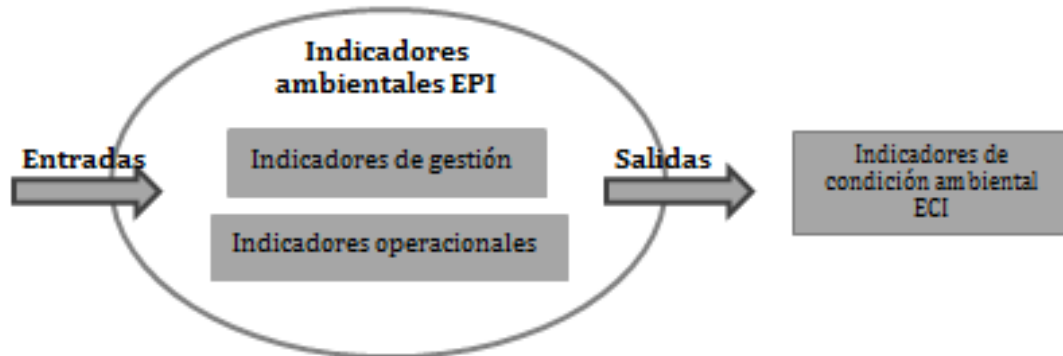 Indicadores
ambientales EPI
Entradas
Indicadores de gestión
Salidas
Indicadores de
condición ambiental
ECI
Indicadores operacionales